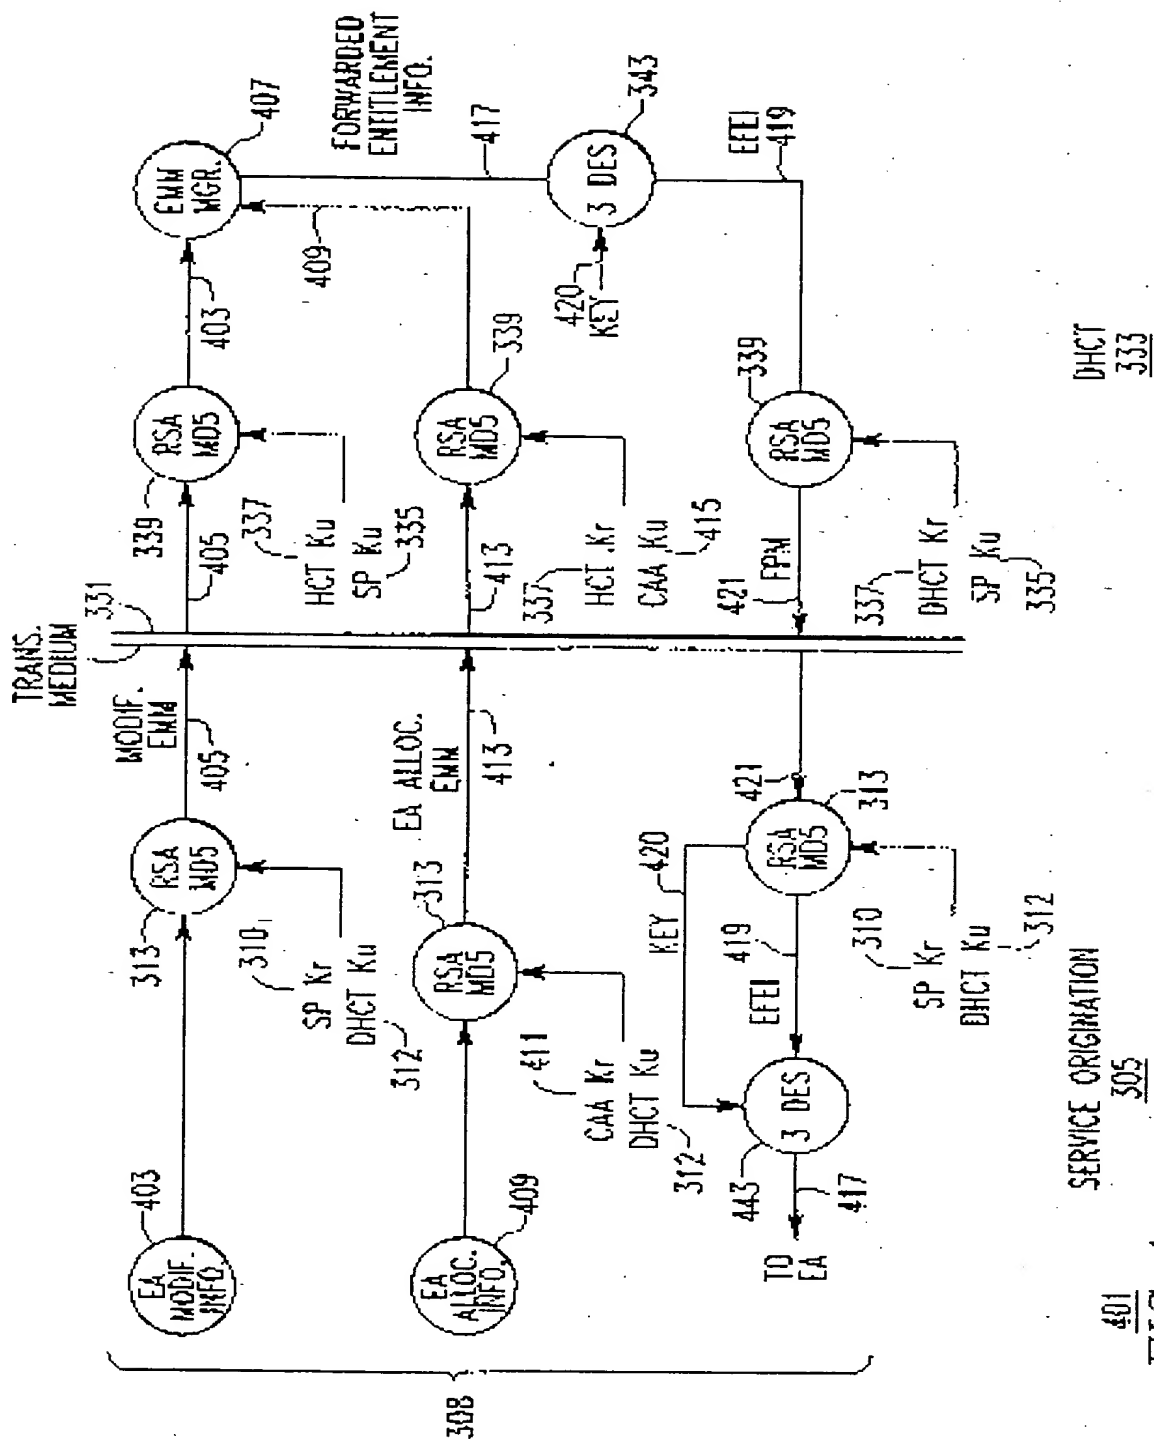 TRANS.
MEDIUM
331
308
EA
MODIF.
INFO.
403
313
RSA
MD5
310
SP Kr
DHCT Ku
312
MODIF.
EMM
405
405
339
RSA
MD5
337
HCT Ku
SP Ku
335
403
EMM
MGR.
407
409
FORWARDED
ENTITLEMENT
INFO.
417
EA
ALLOC.
INFO.
409
RSA
MD5
313
411
CAA Kr
DHCT Ku
312
EA ALLOC.
EMM
413
413
RSA
MD5
339
337
HCT Kr
CAA Ku
415
3 DES
343
420
KEY
EFEI
419
RSA
MD5
339
337
DHCT Kr
SP Ku
335
421
FPM
421
RSA
MD5
313
310
SP Kr
DHCT Ku
312
KEY
420
EFEI
419
3 DES
443
417
TO
EA
SERVICE ORIGINATION
305
DHCT
333
401